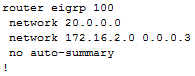 router eigrp 100
network 20.0.0.0
network 172.16.2.0 0.0.0.3
no auto-summary
!